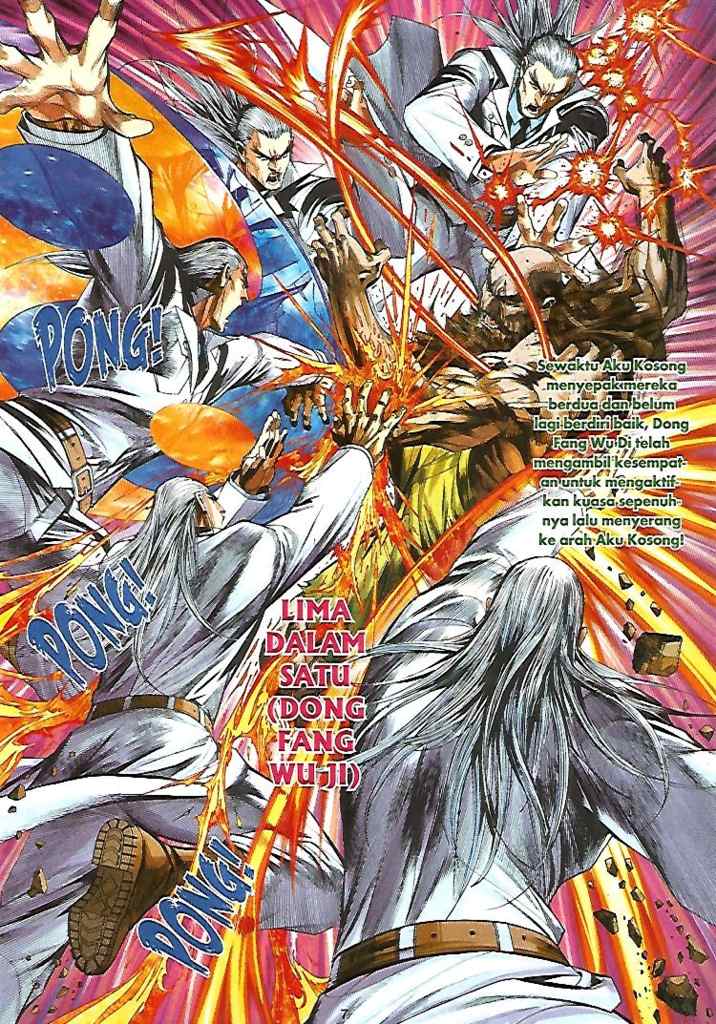 PONG!
Sewaktu Aku Kosong
menyepak mereka
berdua dan belum
lagi berdiri baik, Dong
Fang Wu Di telah
mengambil kesempat-
an untuk mengaktif-
kan kuasa sepenuh-
nya lalu menyerang
ke arah Aku Kosong!
PONG!
LIMA
DALAM
SATU
(DONG
FANG
WU JI)
PONG!
7